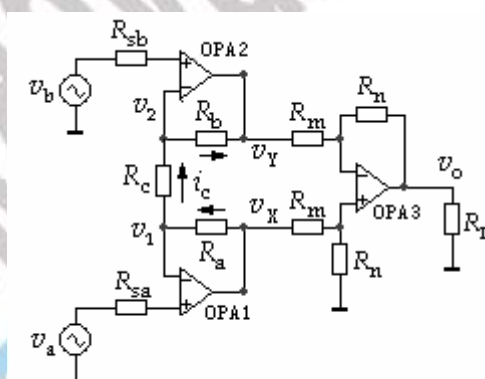 R_sb
OPA2
v_b
v_2
R_b
R_n
R_m
v_Y
v_o
R_c
i_c
OPA3
v_1
v_X
R_m
R_a
R_n
R_sa
OPA1
v_a